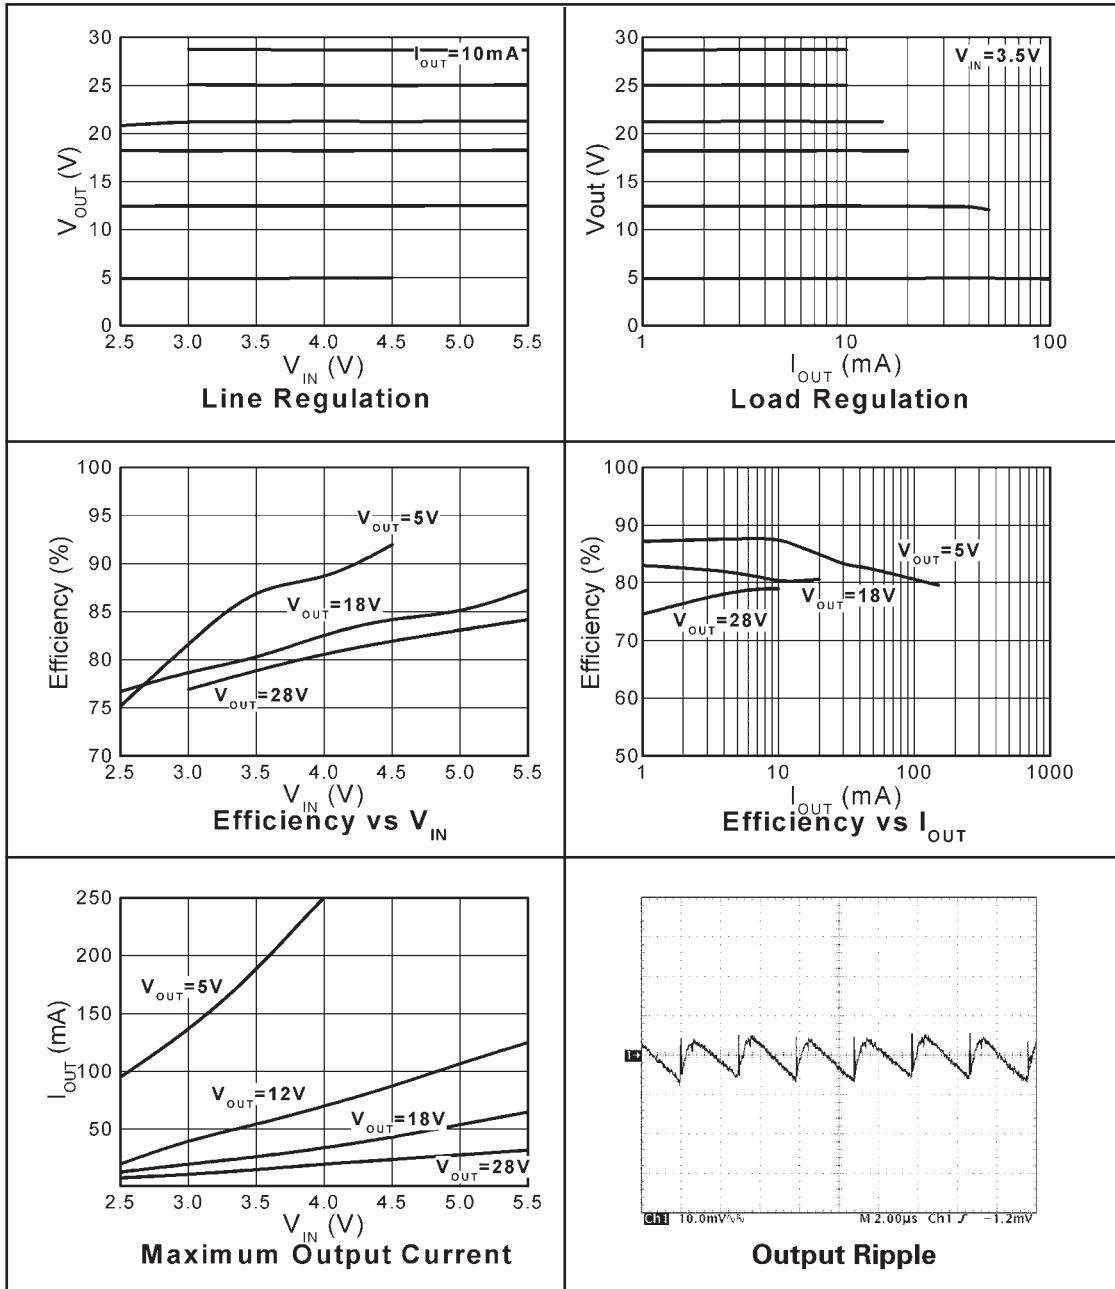 30
25
20
15
10
5
0
V_OUT (V)
I_OUT=10mA
2.5 3.0 3.5 4.0 4.5 5.0 5.5
V_IN (V)
Line Regulation
30
25
20
15
10
5
0
Vout (V)
V_IN=3.5V
1 10 100
I_OUT (mA)
Load Regulation
100
95
90
85
80
75
70
Efficiency (%)
V_OUT=5V
V_OUT=18V
V_OUT=28V
2.5 3.0 3.5 4.0 4.5 5.0 5.5
V_IN (V)
Efficiency vs V_IN
100
90
80
70
60
50
Efficiency (%)
V_OUT=5V
V_OUT=18V
V_OUT=28V
1 10 100 1000
I_OUT (mA)
Efficiency vs I_OUT
250
200
150
100
50
I_OUT (mA)
V_OUT=5V
V_OUT=12V
V_OUT=18V
V_OUT=28V
2.5 3.0 3.5 4.0 4.5 5.0 5.5
V_IN (V)
Maximum Output Current
Ch1 10.0mV M 2.00µs Ch1 -1.2mV
Output Ripple